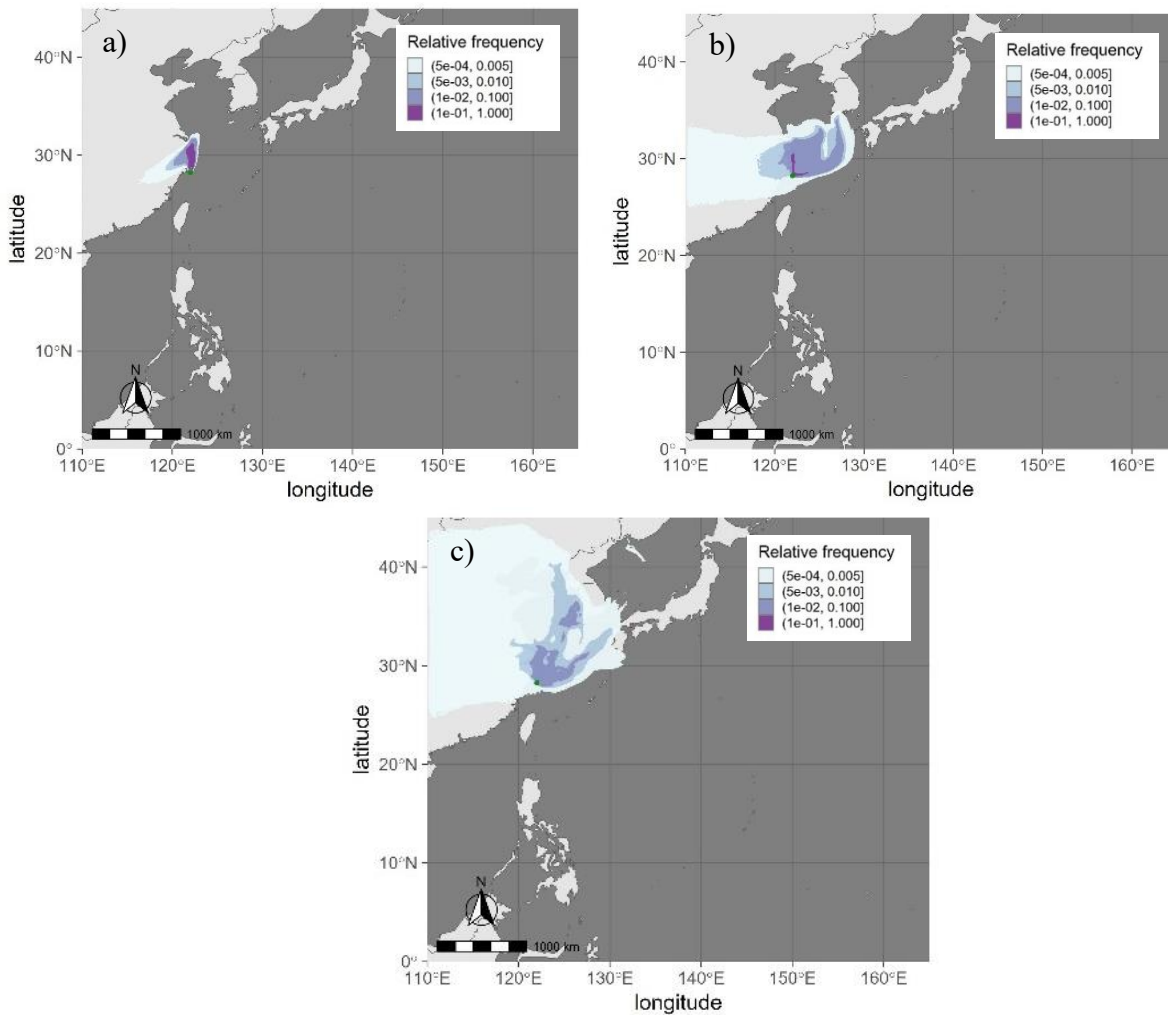 a)
Relative frequency
(5e-04, 0.005]
(5e-03, 0.010]
(1e-02, 0.100]
(1e-01, 1.000]
40°N
30°N
20°N
10°N
0°
latitude
N
1000 km
110°E 120°E 130°E 140°E 150°E 160°E
longitude
b)
Relative frequency
(5e-04, 0.005]
(5e-03, 0.010]
(1e-02, 0.100]
(1e-01, 1.000]
40°N
30°N
20°N
10°N
0°
latitude
N
1000 km
110°E 120°E 130°E 140°E 150°E 160°E
longitude
c)
Relative frequency
(5e-04, 0.005]
(5e-03, 0.010]
(1e-02, 0.100]
(1e-01, 1.000]
40°N
30°N
20°N
10°N
0°
latitude
N
1000 km
110°E 120°E 130°E 140°E 150°E 160°E
longitude